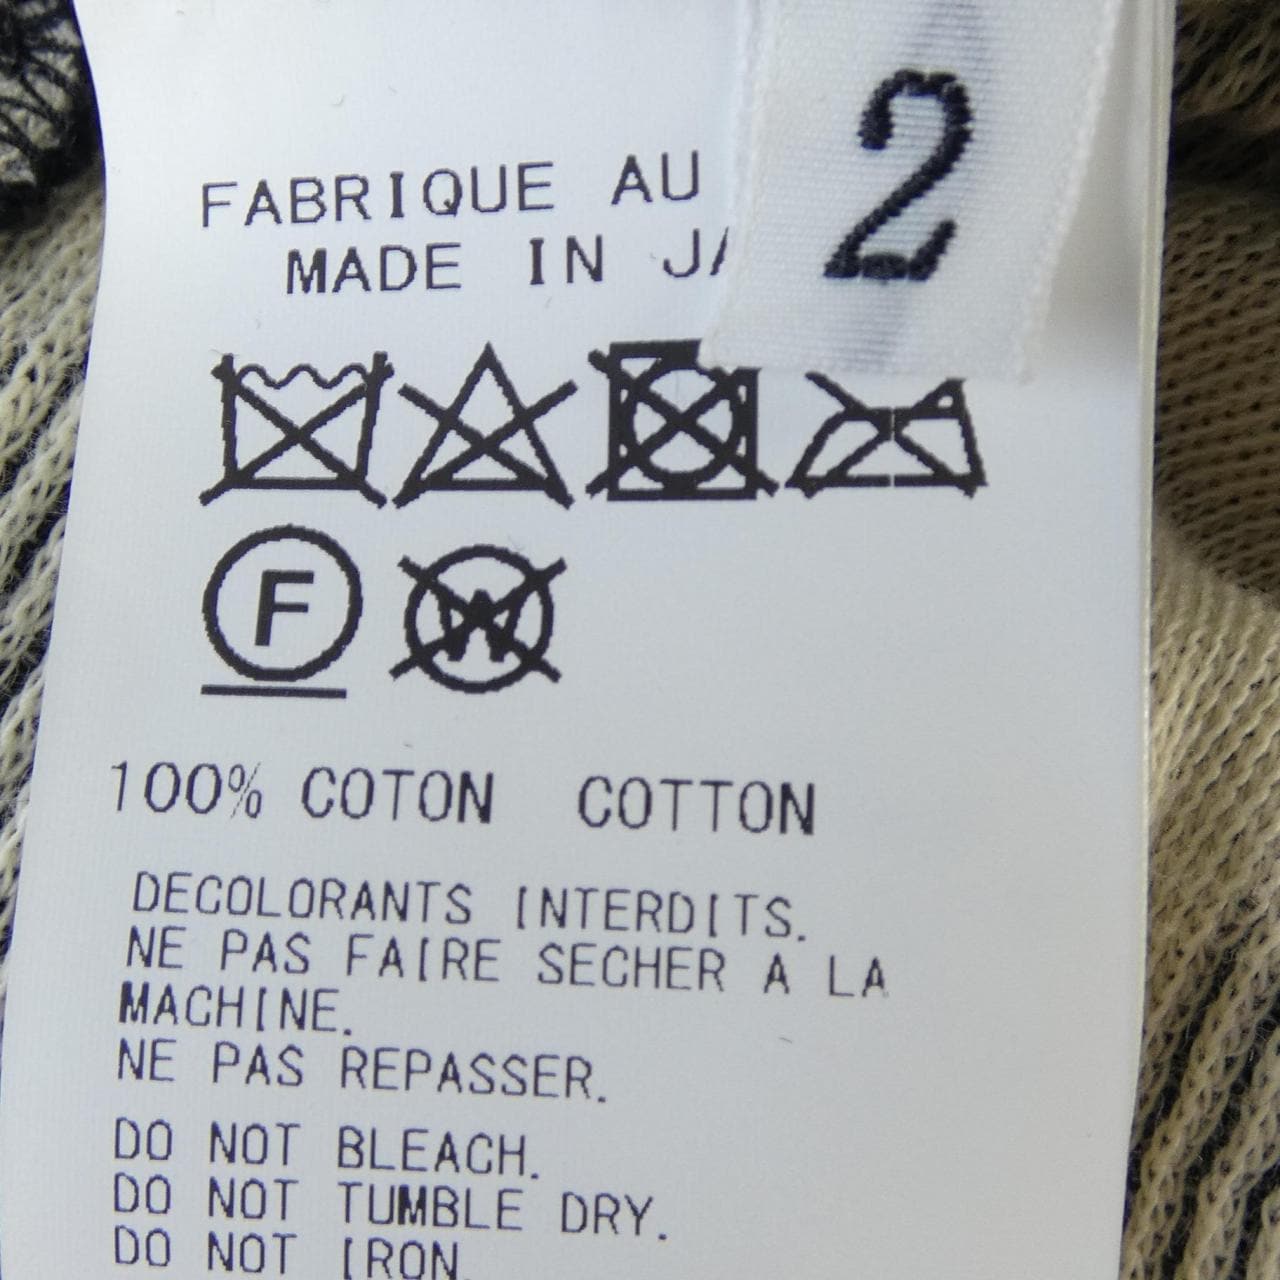 2
FABRIQUE AU
MADE IN
F
W
100% COTON COTTON
DECOLORANTS INTERDITS.
NE PAS FAIRE SECHER A LA
MACHINE.
NE PAS REPASSER.
DO NOT BLEACH.
DO NOT TUMBLE DRY.
DO NOT IRON.